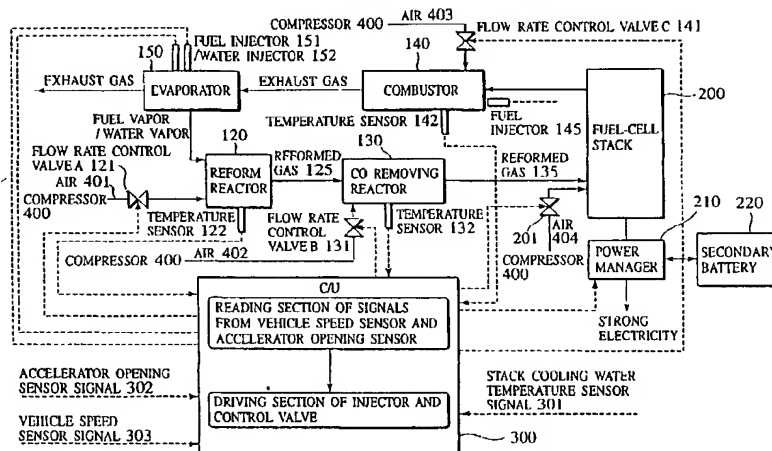 COMPRESSOR 400
AIR 403
FLOW RATE CONTROL VALVE C 141
150
FUEL INJECTOR 151
/WATER INJECTOR 152
140
EXHAUST GAS
EVAPORATOR
EXHAUST GAS
COMBUSTOR
200
FUEL VAPOR
/WATER VAPOR
TEMPERATURE
SENSOR 142
FUEL
INJECTOR 145
FUEL-CELL
STACK
120
130
FLOW RATE CONTROL
VALVE A 121
AIR 401
COMPRESSOR
400
REFORM
REACTOR
REFORMED
GAS 125
CO REMOVING
REACTOR
REFORMED
GAS 135
210
220
TEMPERATURE
SENSOR 122
FLOW RATE
CONTROL
VALVE B 131
TEMPERATURE
SENSOR 132
201
AIR
404
COMPRESSOR
400
POWER
MANAGER
SECONDARY
BATTERY
COMPRESSOR 400
AIR 402
C/U
READING SECTION OF SIGNALS
FROM VEHICLE SPEED SENSOR AND
ACCELERATOR OPENING SENSOR
STRONG
ELECTRICITY
ACCELERATOR OPENING
SENSOR SIGNAL 302
DRIVING SECTION OF INJECTOR AND
CONTROL VALVE
STACK COOLING WATER
TEMPERATURE SENSOR
SIGNAL 301
VEHICLE SPEED
SENSOR SIGNAL 303
300